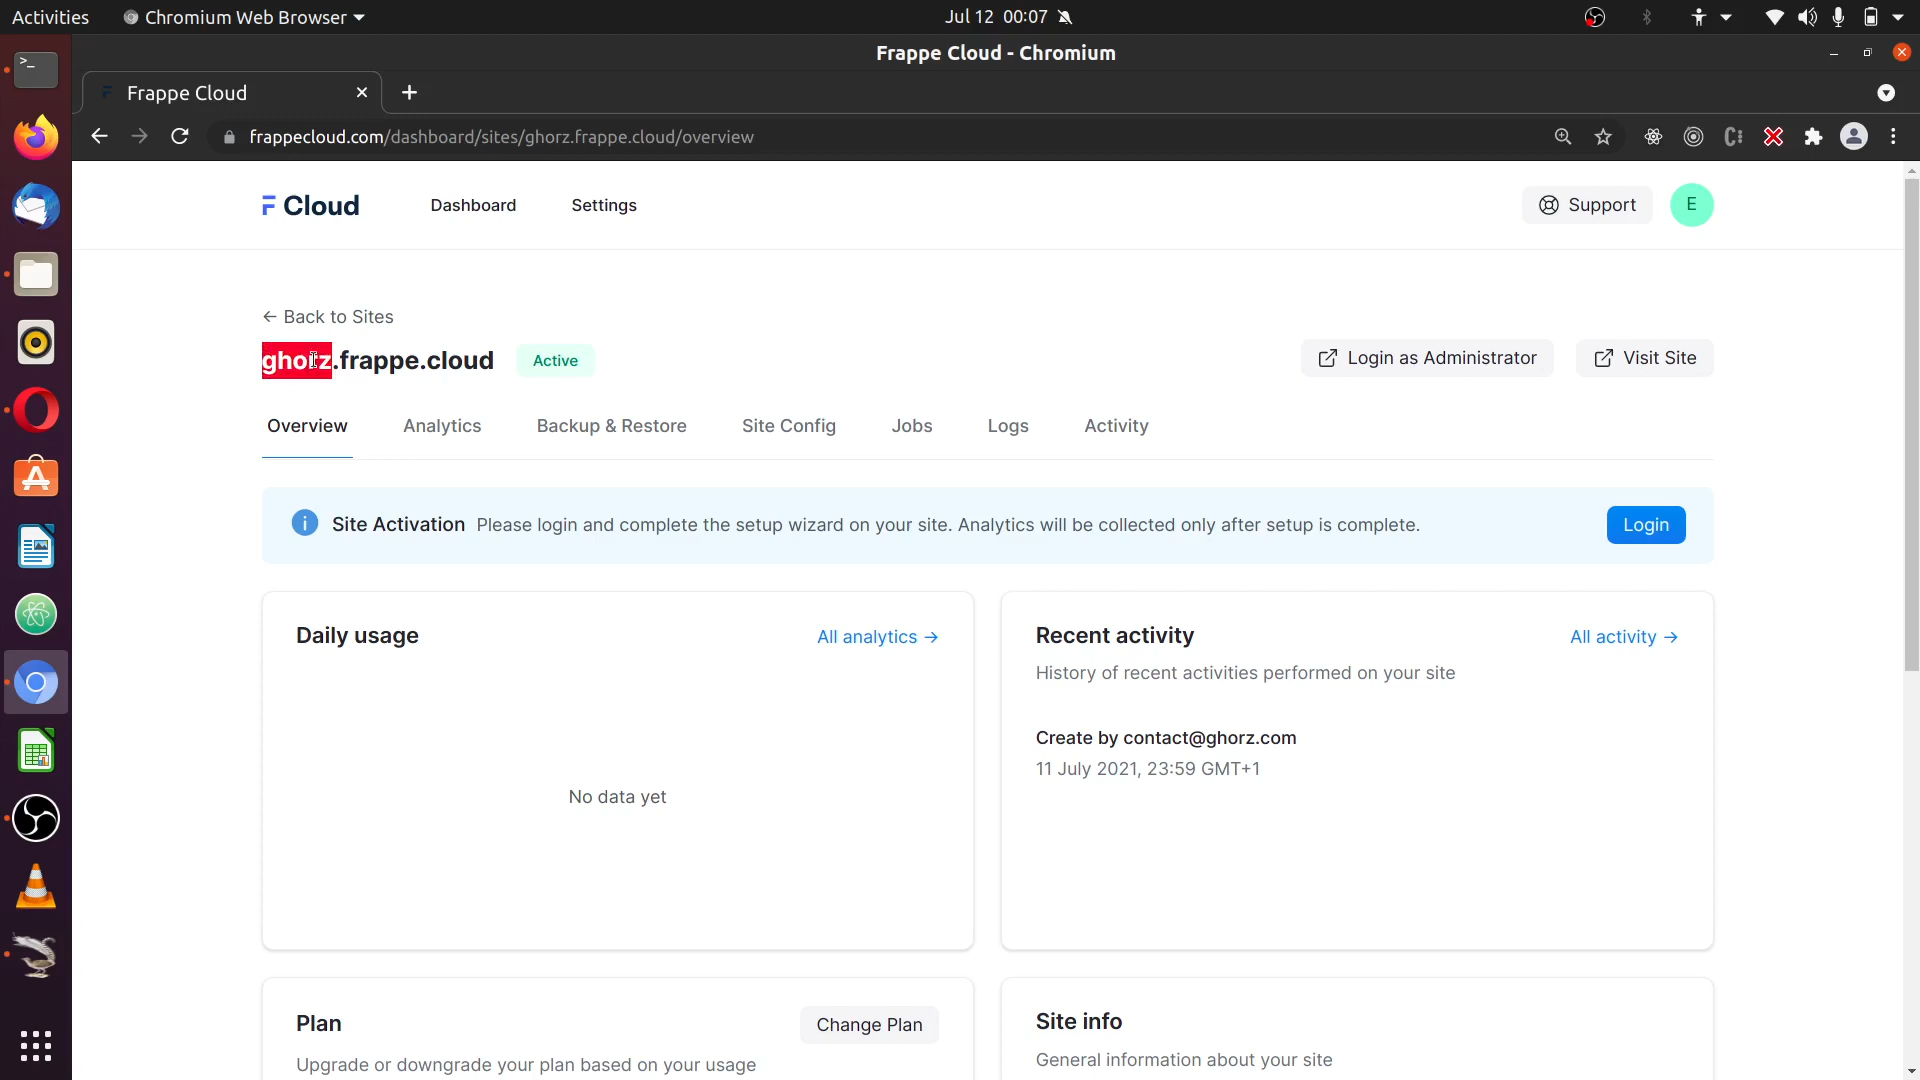 Activities
Chromium Web Browser
Jul 12 00:07
Frappe Cloud - Chromium
Frappe Cloud
frappecloud.com/dashboard/sites/ghorz.frappe.cloud/overview
Cloud
Dashboard
Settings
Support
E
← Back to Sites
ghorz.frappe.cloud
Active
Login as Administrator
Visit Site
Overview
Analytics
Backup & Restore
Site Config
Jobs
Logs
Activity
Site Activation Please login and complete the setup wizard on your site. Analytics will be collected only after setup is complete.
Login
Daily usage
All analytics →
No data yet
Recent activity
All activity →
History of recent activities performed on your site
Create by contact@ghorz.com
11 July 2021, 23:59 GMT+1
Plan
Change Plan
Upgrade or downgrade your plan based on your usage
Site info
General information about your site